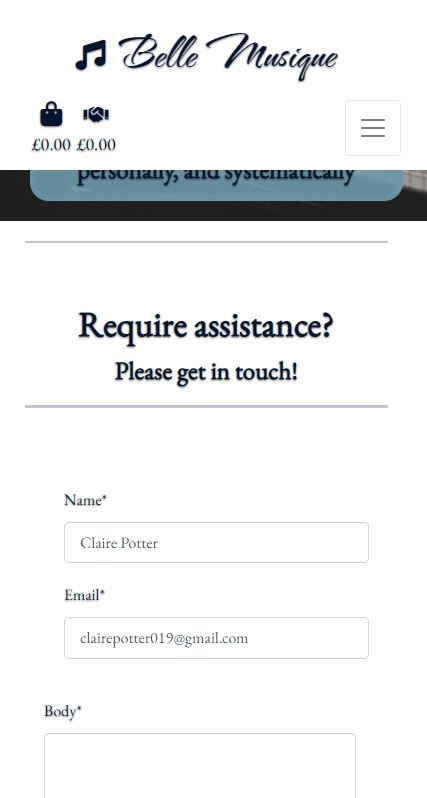 Belle Musique
£0.00 £0.00
personally, and systematically
Require assistance?
Please get in touch!
Name*
Claire Potter
Email*
clairepotter019@gmail.com
Body*